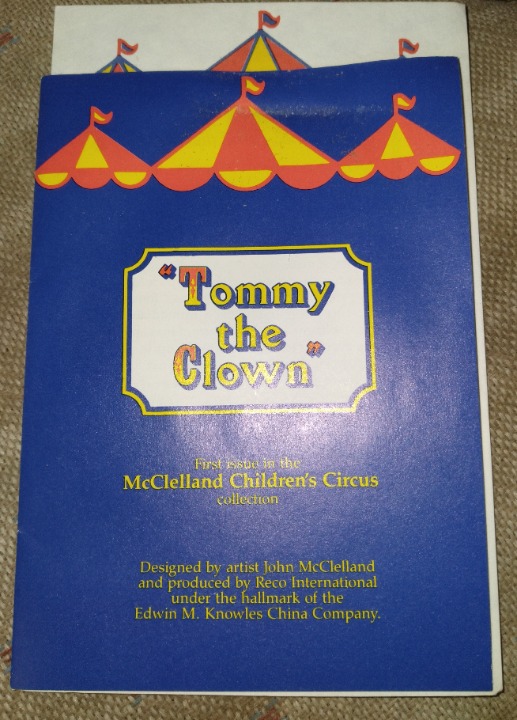 "Tommy
the
Clown"
First issue in the
McClelland Children's Circus
collection
Designed by artist John McClelland
and produced by Reco International
under the hallmark of the
Edwin M. Knowles China Company.